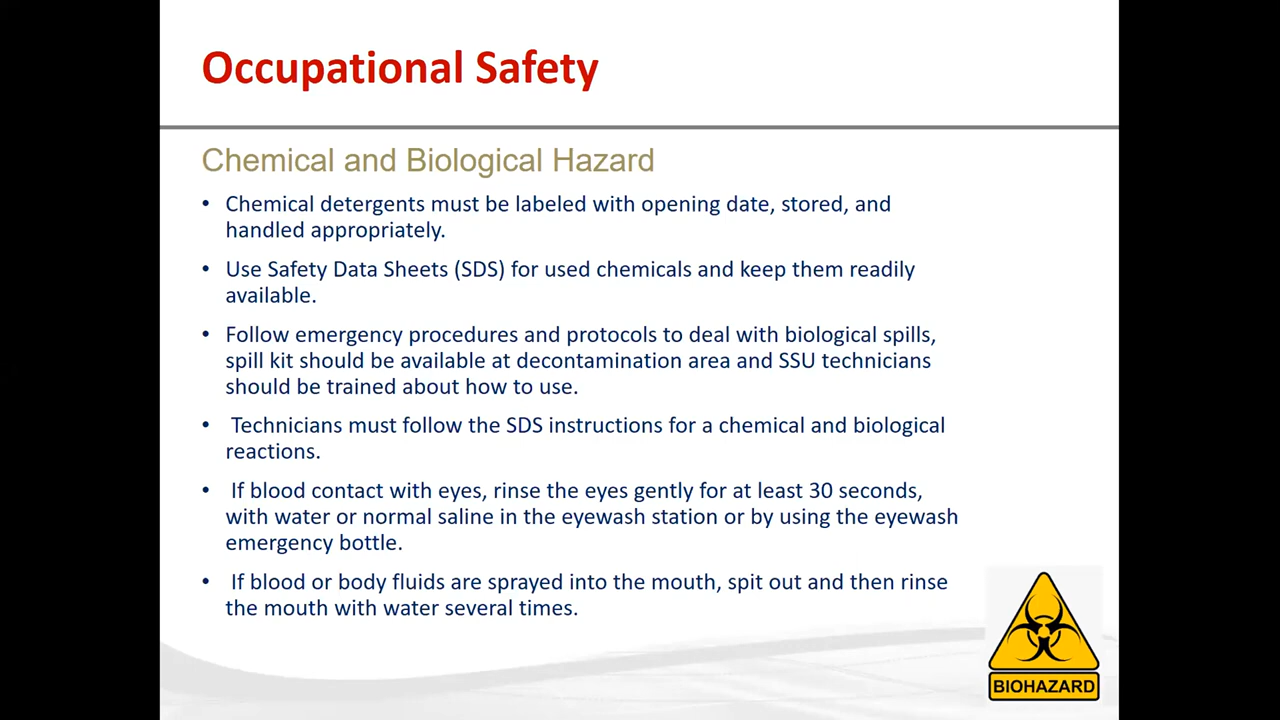 Occupational Safety
Chemical and Biological Hazard
• Chemical detergents must be labeled with opening date, stored, and
handled appropriately.
• Use Safety Data Sheets (SDS) for used chemicals and keep them readily
available.
• Follow emergency procedures and protocols to deal with biological spills,
spill kit should be available at decontamination area and SSU technicians
should be trained about how to use.
• Technicians must follow the SDS instructions for a chemical and biological
reactions.
• If blood contact with eyes, rinse the eyes gently for at least 30 seconds,
with water or normal saline in the eyewash station or by using the eyewash
emergency bottle.
• If blood or body fluids are sprayed into the mouth, spit out and then rinse
the mouth with water several times.
BIOHAZARD